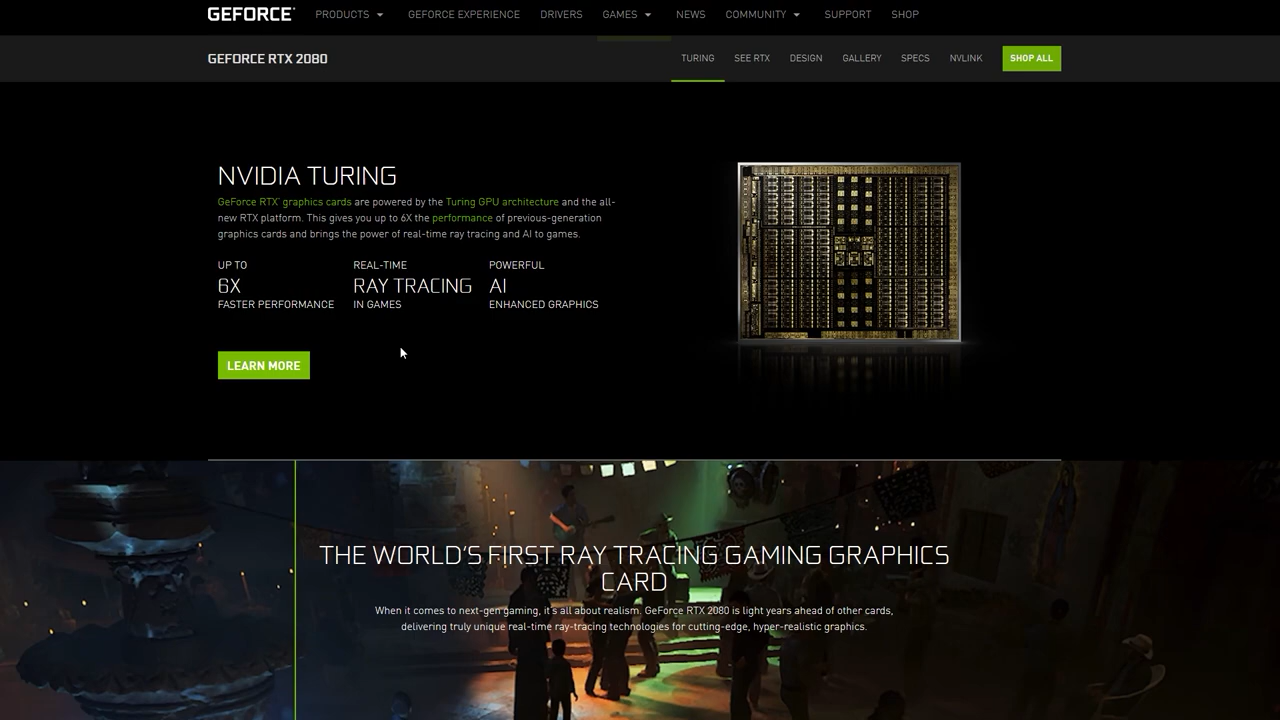 GEFORCE PRODUCTS GEFORCE EXPERIENCE DRIVERS GAMES NEWS COMMUNITY SUPPORT SHOP
GEFORCE RTX 2080 TURING SEE RTX DESIGN GALLERY SPECS NVLINK SHOP ALL
NVIDIA TURING
GeForce RTX™ graphics cards are powered by the Turing GPU architecture and the all-
new RTX platform. This gives you up to 6X the performance of previous-generation
graphics cards and brings the power of real-time ray tracing and AI to games.
UP TO
6X
FASTER PERFORMANCE
REAL-TIME
RAY TRACING
IN GAMES
POWERFUL
AI
ENHANCED GRAPHICS
LEARN MORE
THE WORLD'S FIRST RAY TRACING GAMING GRAPHICS
CARD
When it comes to next-gen gaming, it's all about realism. GeForce RTX 2080 is light years ahead of other cards,
delivering truly unique real-time ray-tracing technologies for cutting-edge, hyper-realistic graphics.